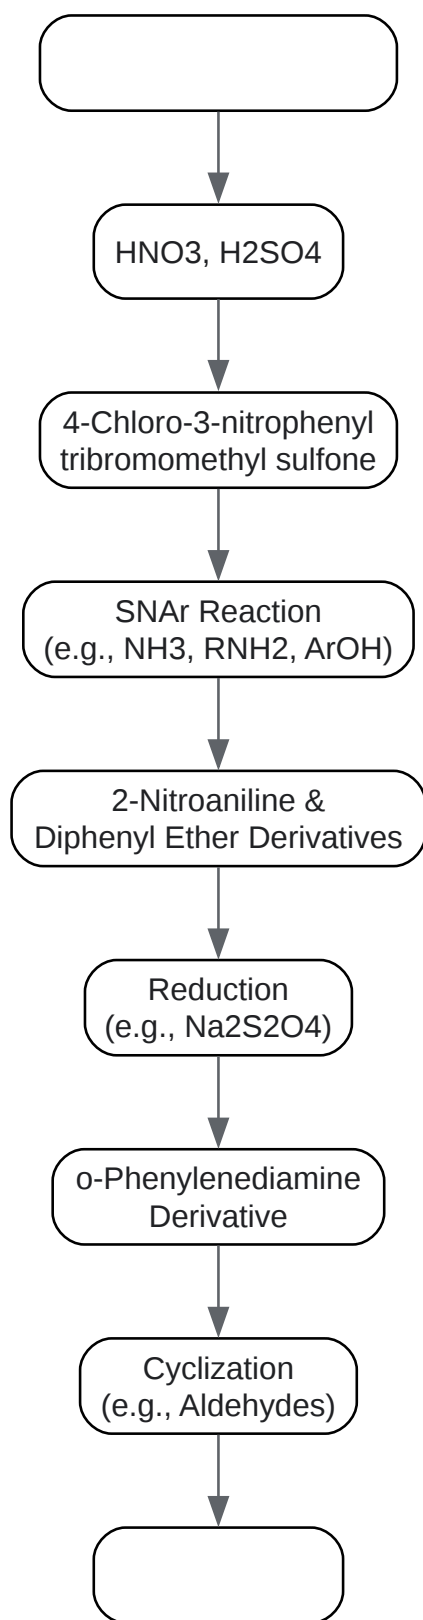 HNO3, H2SO4
4-Chloro-3-nitrophenyl
tribromomethyl sulfone
SNAr Reaction
(e.g., NH3, RNH2, ArOH)
2-Nitroaniline &
Diphenyl Ether Derivatives
Reduction
(e.g., Na2S2O4)
o-Phenylenediamine
Derivative
Cyclization
(e.g., Aldehydes)